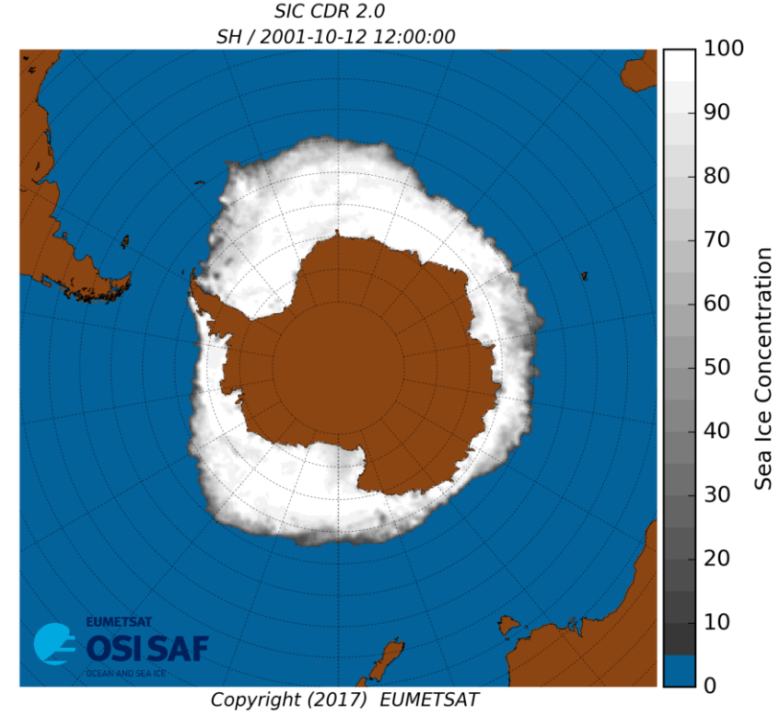 SIC CDR 2.0
SH / 2001-10-12 12:00:00
100
90
80
70
60
50
40
30
20
10
0
Sea Ice Concentration
EUMETSAT
OSI SAF
OCEAN AND SEA ICE
Copyright (2017) EUMETSAT